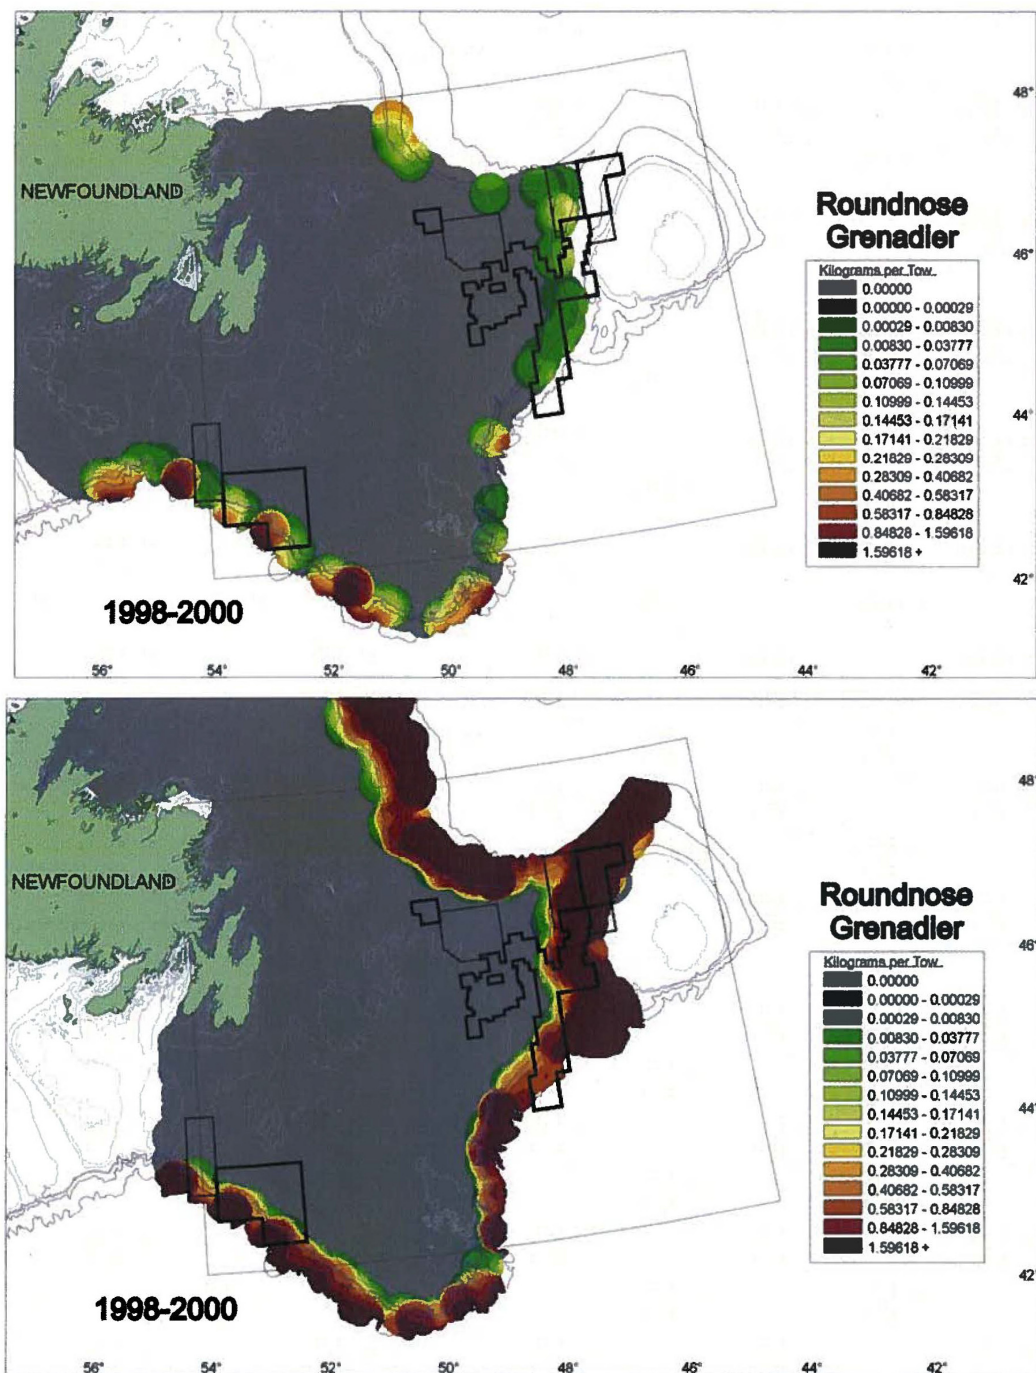 48°
NEWFOUNDLAND
Roundnose
Grenadier
46°
Kilograms per Tow
0.00000
0.00000 - 0.00029
0.00029 - 0.00830
0.00830 - 0.03777
0.03777 - 0.07069
0.07069 - 0.10999
0.10999 - 0.14453
0.14453 - 0.17141
0.17141 - 0.21829
0.21829 - 0.28309
0.28309 - 0.40682
0.40682 - 0.58317
0.58317 - 0.84828
0.84828 - 1.59618
1.59618 +
44°
42°
1998-2000
56° 54° 52° 50° 48° 46° 44° 42°
48°
NEWFOUNDLAND
Roundnose
Grenadier
46°
Kilograms per Tow
0.00000
0.00000 - 0.00029
0.00029 - 0.00830
0.00830 - 0.03777
0.03777 - 0.07069
0.07069 - 0.10999
0.10999 - 0.14453
0.14453 - 0.17141
0.17141 - 0.21829
0.21829 - 0.28309
0.28309 - 0.40682
0.40682 - 0.58317
0.58317 - 0.84828
0.84828 - 1.59618
1.59618 +
44°
42°
1998-2000
56° 54° 52° 50° 48° 46° 44° 42°